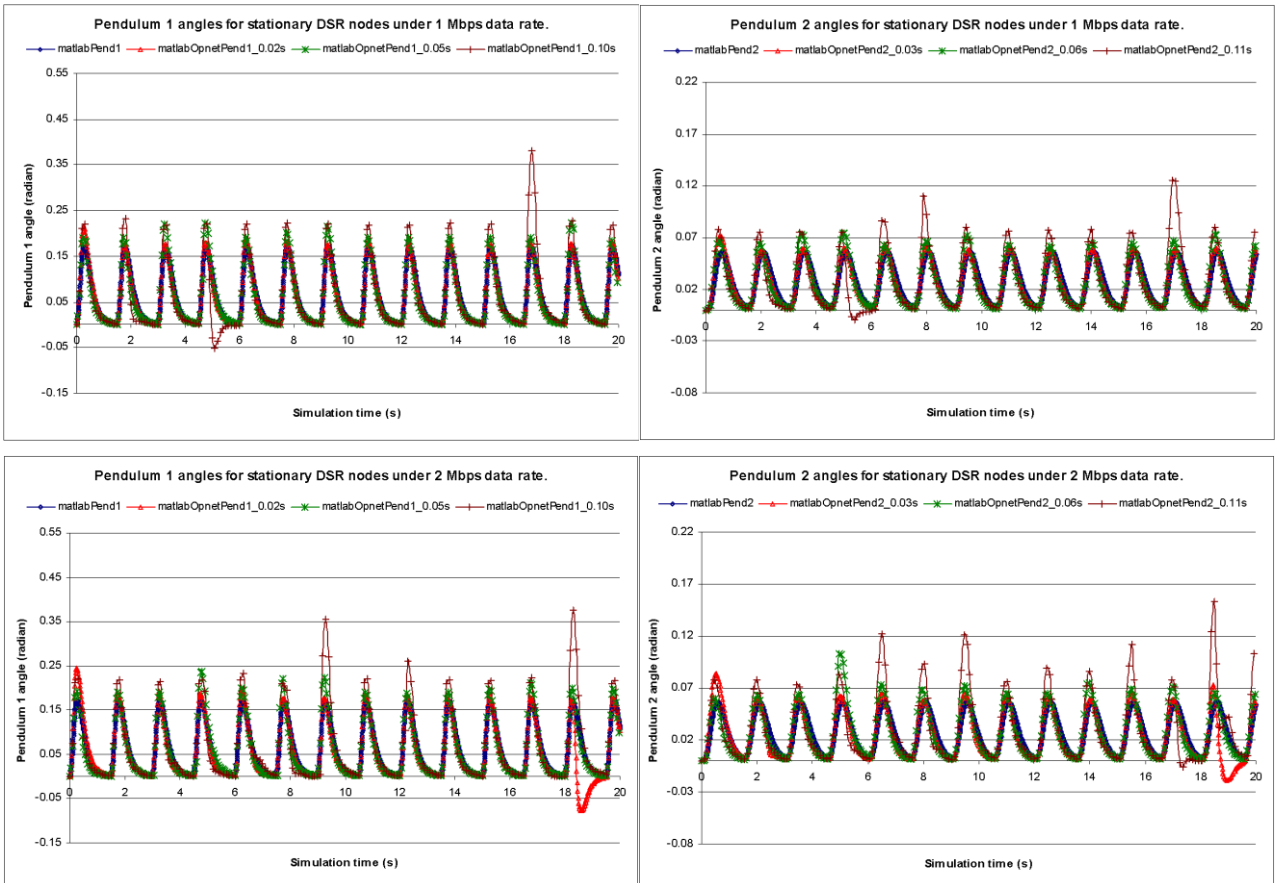 Pendulum 1 angles for stationary DSR nodes under 1 Mbps data rate.
matlabPend1 matlabOpnetPend1_0.02s matlabOpnetPend1_0.05s matlabOpnetPend1_0.10s
Pendulum 1 angle (radian)
0.55
0.45
0.35
0.25
0.15
0.05
-0.05
-0.15
0 2 4 6 8 10 12 14 16 18 20
Simulation time (s)
Pendulum 2 angles for stationary DSR nodes under 1 Mbps data rate.
matlabPend2 matlabOpnetPend2_0.03s matlabOpnetPend2_0.06s matlabOpnetPend2_0.11s
Pendulum 2 angle (radian)
0.22
0.17
0.12
0.07
0.02
-0.03
-0.08
0 2 4 6 8 10 12 14 16 18 20
Simulation time (s)
Pendulum 1 angles for stationary DSR nodes under 2 Mbps data rate.
matlabPend1 matlabOpnetPend1_0.02s matlabOpnetPend1_0.05s matlabOpnetPend1_0.10s
Pendulum 1 angle (radian)
0.55
0.45
0.35
0.25
0.15
0.05
-0.05
-0.15
0 2 4 6 8 10 12 14 16 18 20
Simulation time (s)
Pendulum 2 angles for stationary DSR nodes under 2 Mbps data rate.
matlabPend2 matlabOpnetPend2_0.03s matlabOpnetPend2_0.06s matlabOpnetPend2_0.11s
Pendulum 2 angle (radian)
0.22
0.17
0.12
0.07
0.02
-0.03
-0.08
0 2 4 6 8 10 12 14 16 18 20
Simulation time (s)